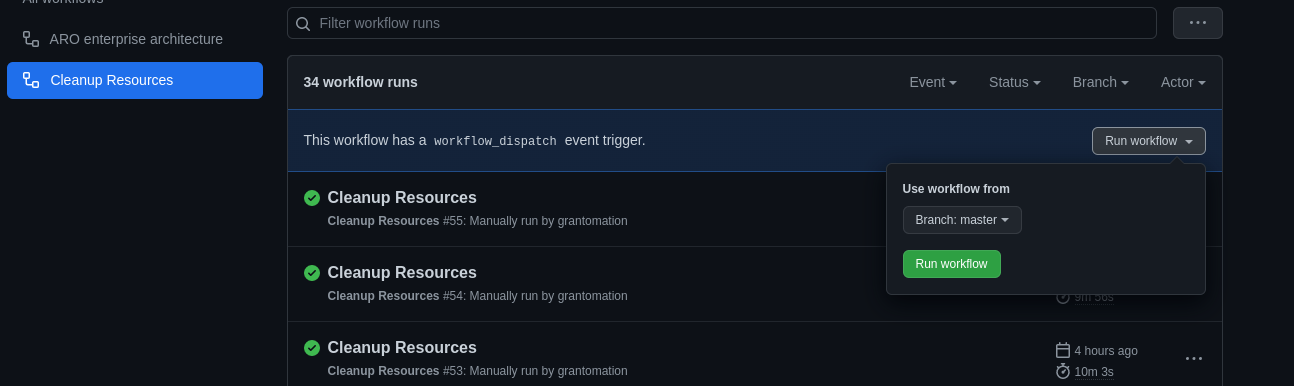 All workflows
ARO enterprise architecture
Cleanup Resources
Filter workflow runs
34 workflow runs
Event
Status
Branch
Actor
This workflow has a workflow_dispatch event trigger.
Run workflow
Use workflow from
Branch: master
Run workflow
Cleanup Resources
Cleanup Resources #55: Manually run by grantomation
Cleanup Resources
Cleanup Resources #54: Manually run by grantomation
9m 56s
Cleanup Resources
Cleanup Resources #53: Manually run by grantomation
4 hours ago
10m 3s